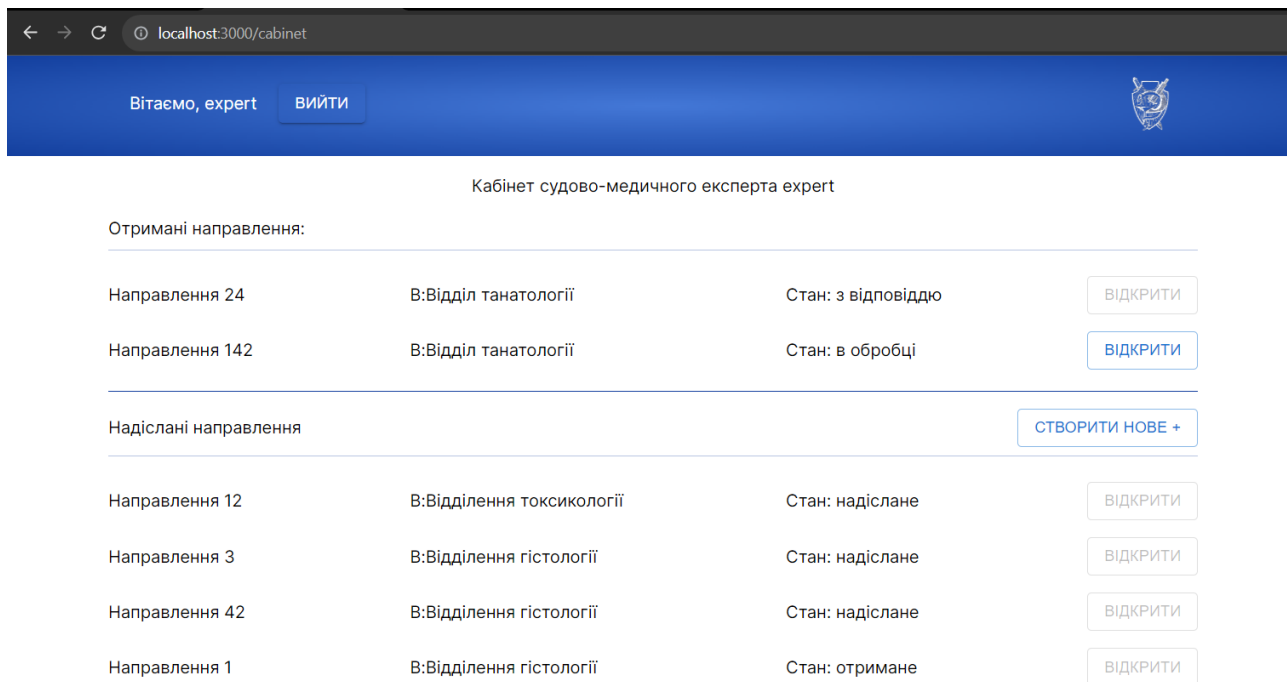 localhost:3000/cabinet
Вітаємо, expert ВИЙТИ
Кабінет судово-медичного експерта expert
Отримані направлення:
Направлення 24 В:Відділ танатології Стан: з відповіддю ВІДКРИТИ
Направлення 142 В:Відділ танатології Стан: в обробці ВІДКРИТИ
Надіслані направлення СТВОРИТИ НОВЕ +
Направлення 12 В:Відділення токсикології Стан: надіслане ВІДКРИТИ
Направлення 3 В:Відділення гістології Стан: надіслане ВІДКРИТИ
Направлення 42 В:Відділення гістології Стан: надіслане ВІДКРИТИ
Направлення 1 В:Відділення гістології Стан: отримане ВІДКРИТИ